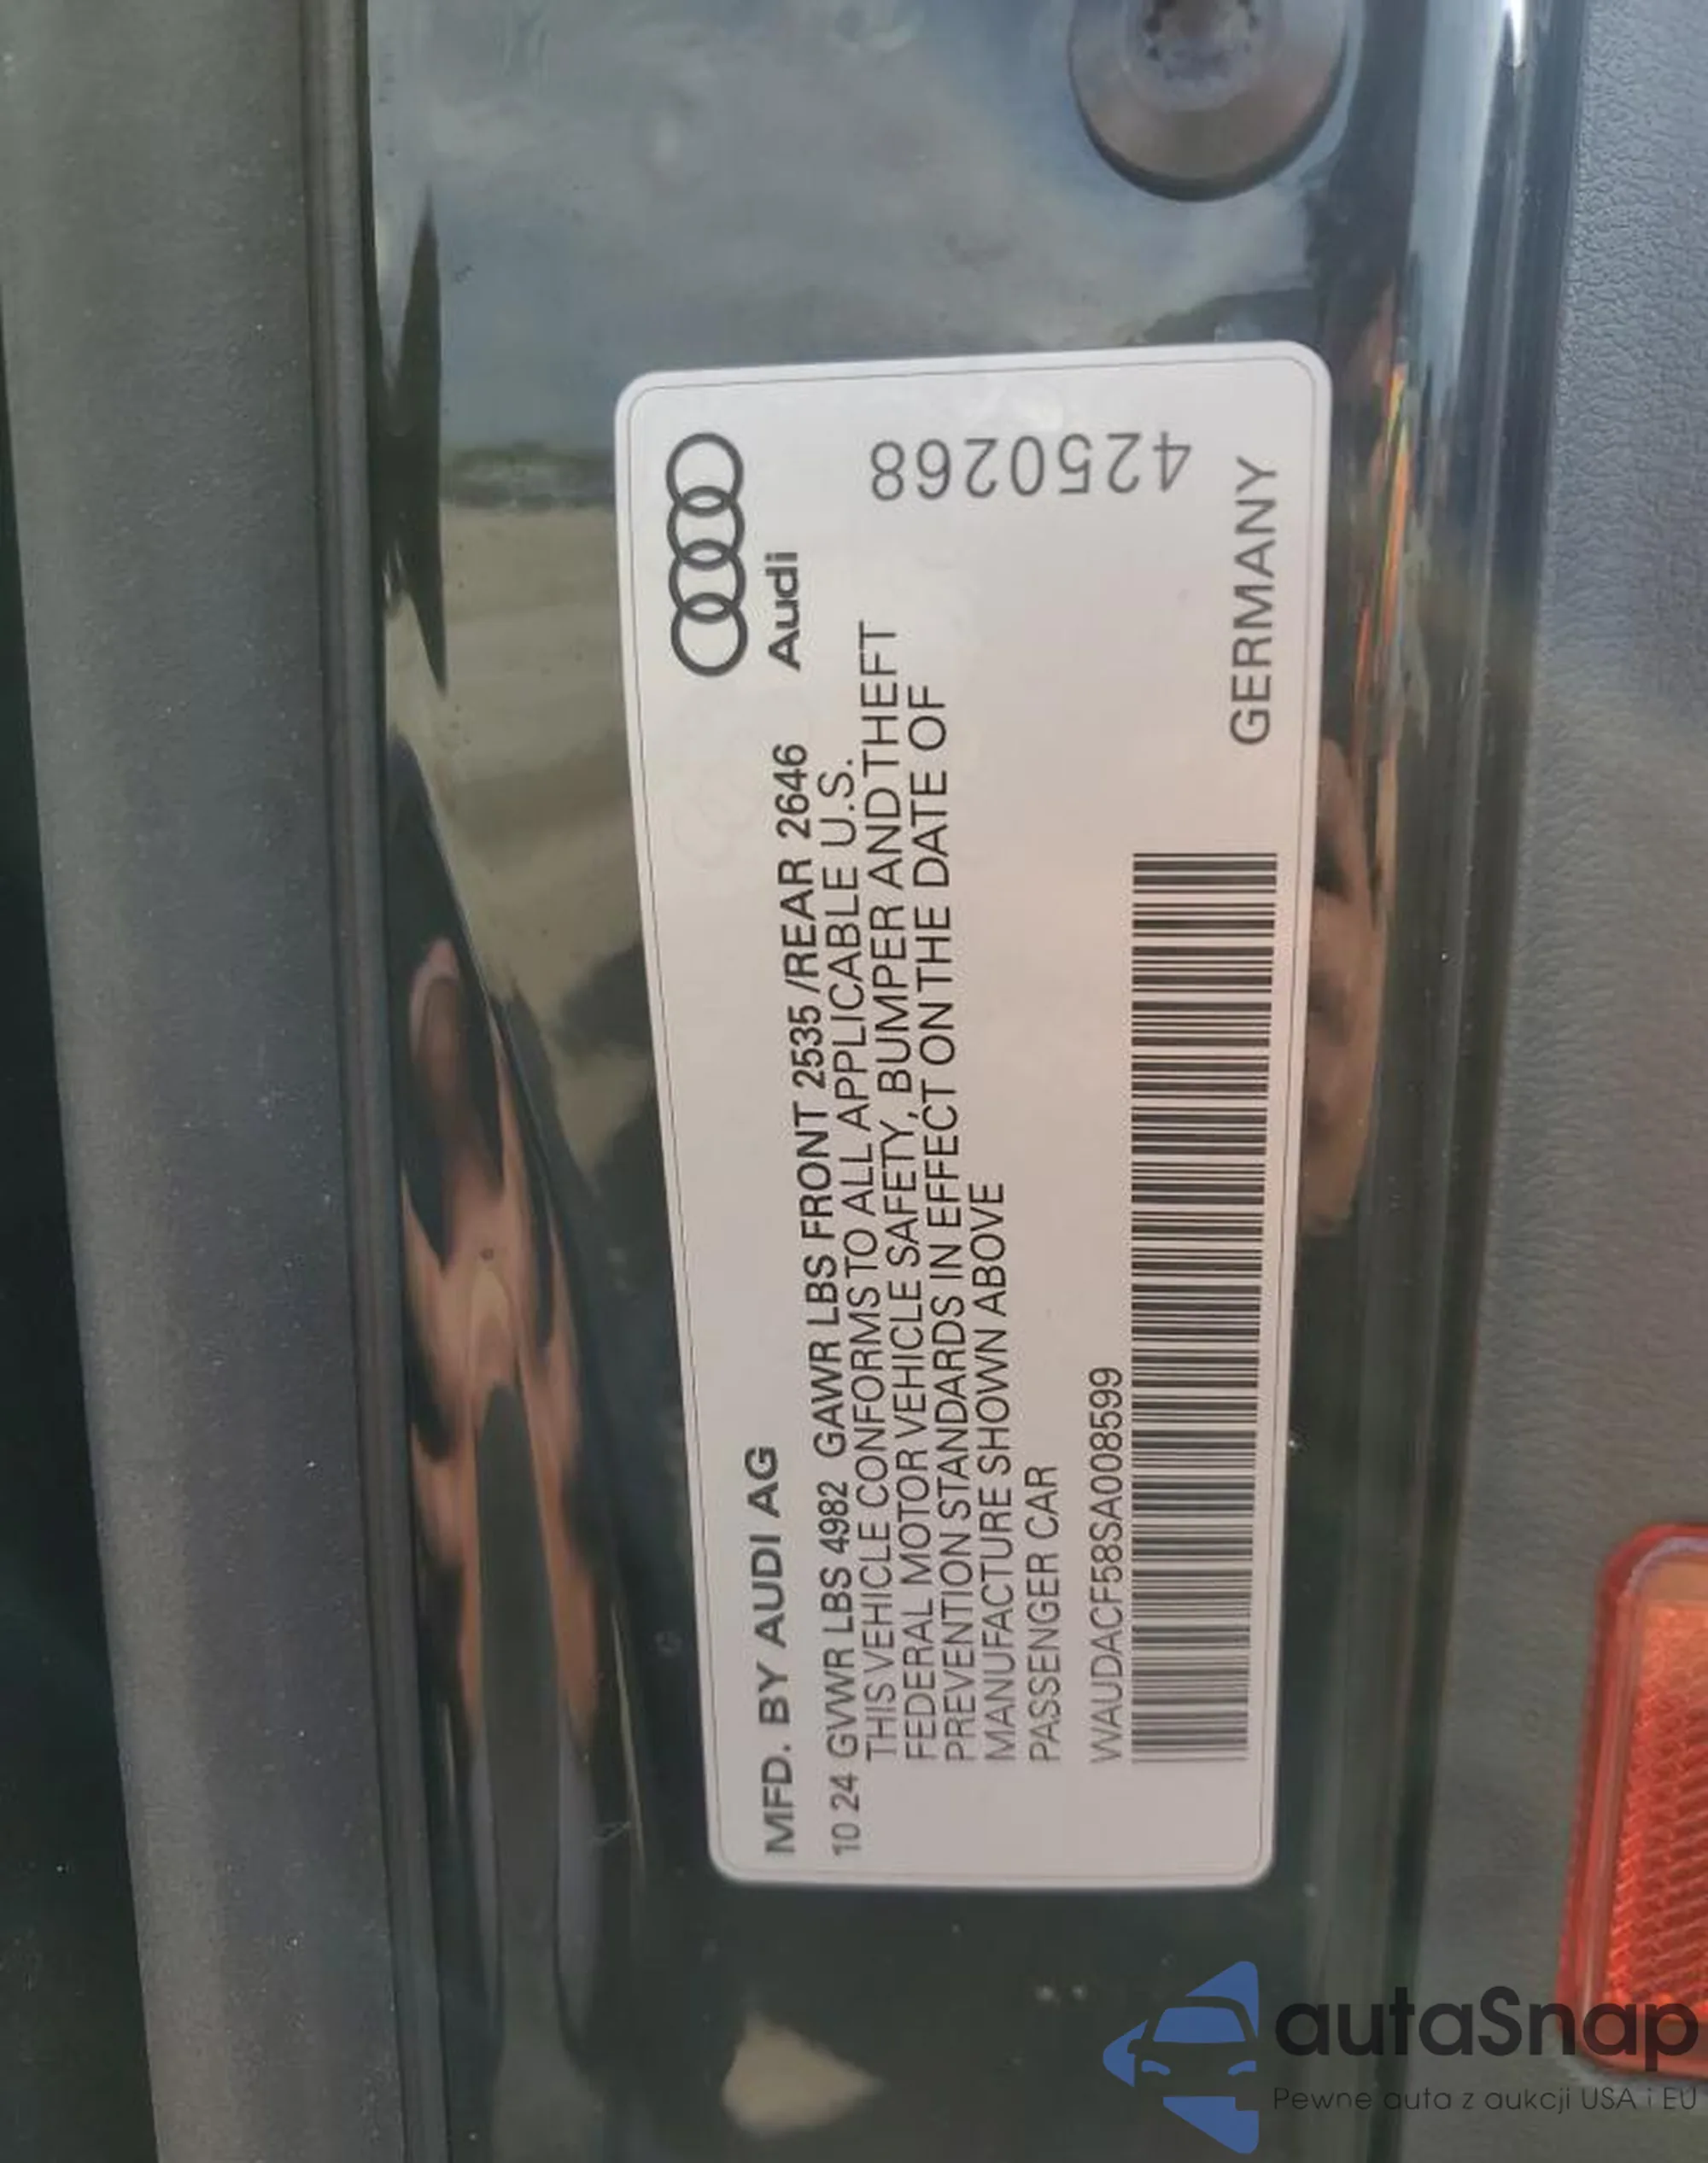 MFD. BY AUDI AG
Audi
10 24 GVWR LBS 4982 GAWR LBS FRONT 2535 /REAR 2646
THIS VEHICLE CONFORMS TO ALL APPLICABLE U.S.
FEDERAL MOTOR VEHICLE SAFETY, BUMPER AND THEFT
PREVENTION STANDARDS IN EFFECT ON THE DATE OF
MANUFACTURE SHOWN ABOVE
PASSENGER CAR
4250268
WAUDACF58SA008599
GERMANY
autaSnap
Pewne auta z aukcji USA i EU